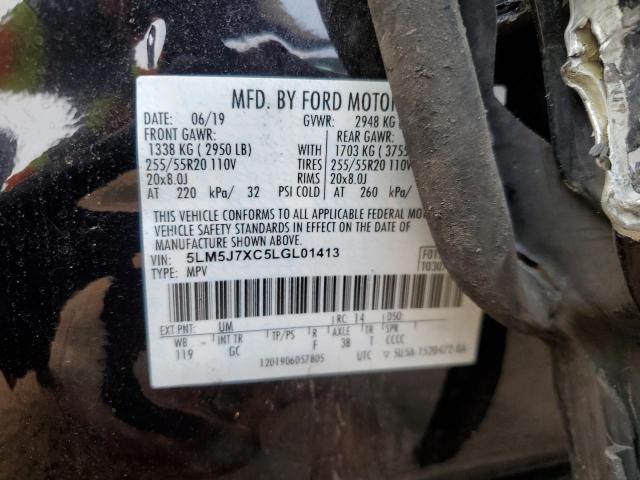 MFD. BY FORD MOTOR
DATE: 06/19 GVWR: 2948 KG
FRONT GAWR: REAR GAWR:
1338 KG ( 2950 LB) WITH 1703 KG ( 3755
255/55R20 110V TIRES 255/55R20 110V
20x8.0J RIMS 20x8.0J
AT 220 kPa/ 32 PSI COLD AT 260 kPa/
THIS VEHICLE CONFORMS TO ALL APPLICABLE FEDERAL MO
VEHICLE SAFETY STANDARDS IN EFFECT ON THE DATE OF
MANUFACTURE SHOWN ABOVE.
VIN: 5LM5J7XC5LGL01413
TYPE: MPV
EXT PNT: UM RC: 14 DSO:
WB - INT TR TP/PS R AXLE TR SPR
119 GC F 38 T CCCC
1201906057805 UTC